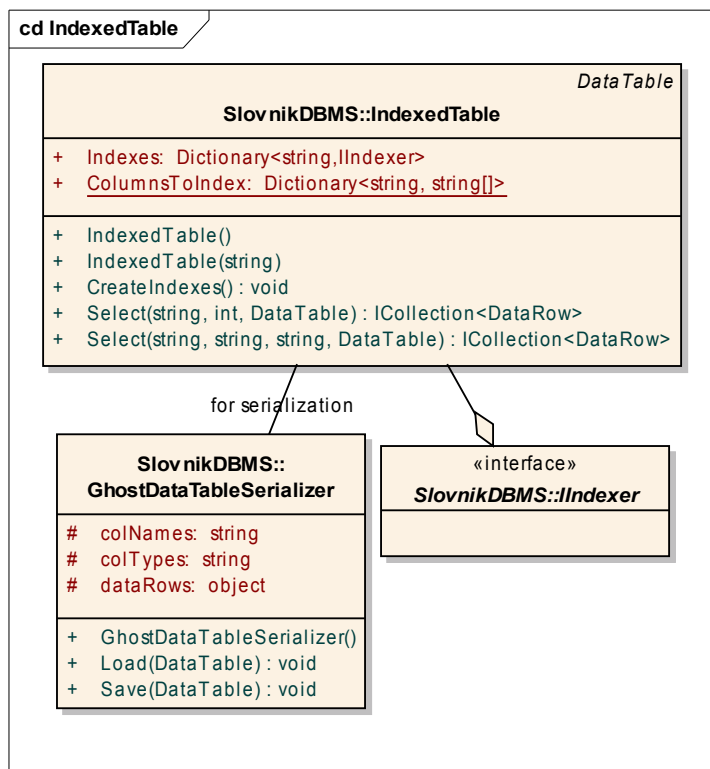 cd IndexedTable
DataTable
SlovnikDBMS::IndexedTable
+ Indexes: Dictionary<string,IIndexer>
+ ColumnsToIndex: Dictionary<string, string[]>
+ IndexedTable()
+ IndexedTable(string)
+ CreateIndexes() : void
+ Select(string, int, DataTable) : ICollection<DataRow>
+ Select(string, string, string, DataTable) : ICollection<DataRow>
for serialization
SlovnikDBMS::
GhostDataTableSerializer
# colNames: string
# colTypes: string
# dataRows: object
+ GhostDataTableSerializer()
+ Load(DataTable) : void
+ Save(DataTable) : void
«interface»
SlovnikDBMS::IIndexer